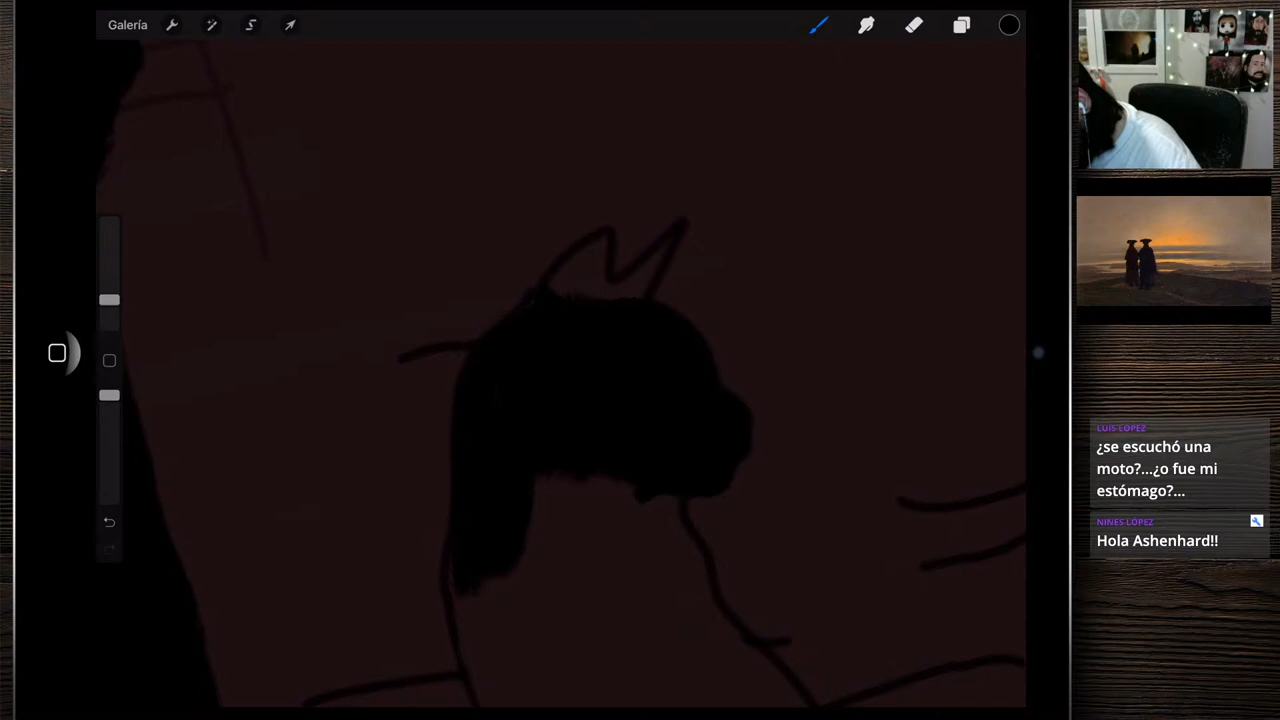 Galería
LUIS LÓPEZ
¿se escuchó una
moto?...¿o fue mi
estómago?...
NINES LÓPEZ
Hola Ashenhard!!